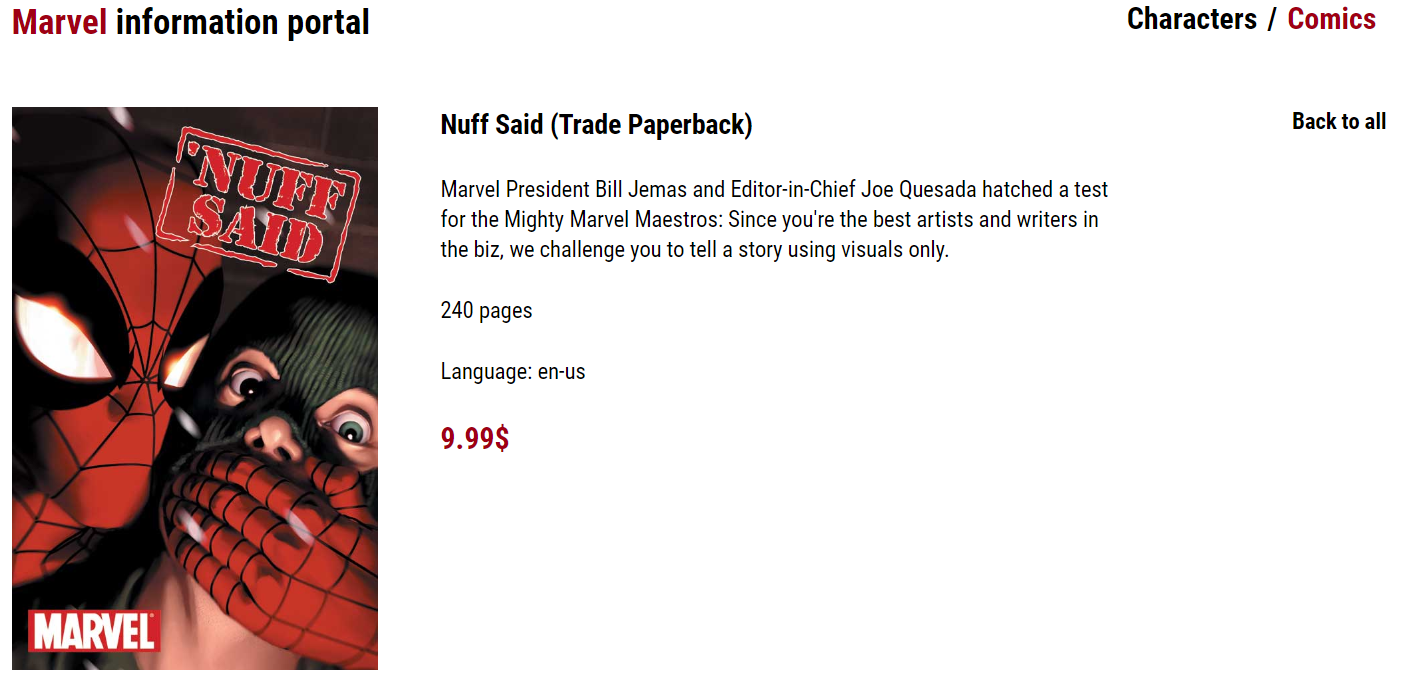 Marvel information portal
Characters / Comics
'NUFF
SAID
MARVEL
Nuff Said (Trade Paperback)
Back to all
Marvel President Bill Jemas and Editor-in-Chief Joe Quesada hatched a test
for the Mighty Marvel Maestros: Since you're the best artists and writers in
the biz, we challenge you to tell a story using visuals only.
240 pages
Language: en-us
9.99$